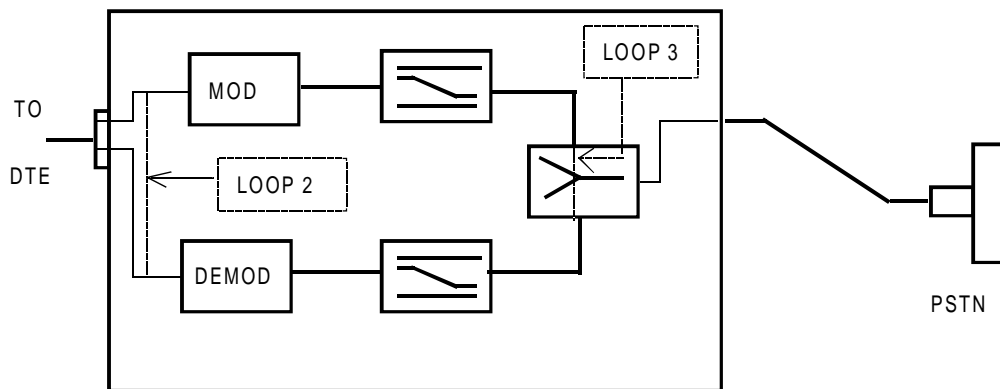 LOOP 3
MOD
TO
DTE
LOOP 2
DEMOD
PSTN